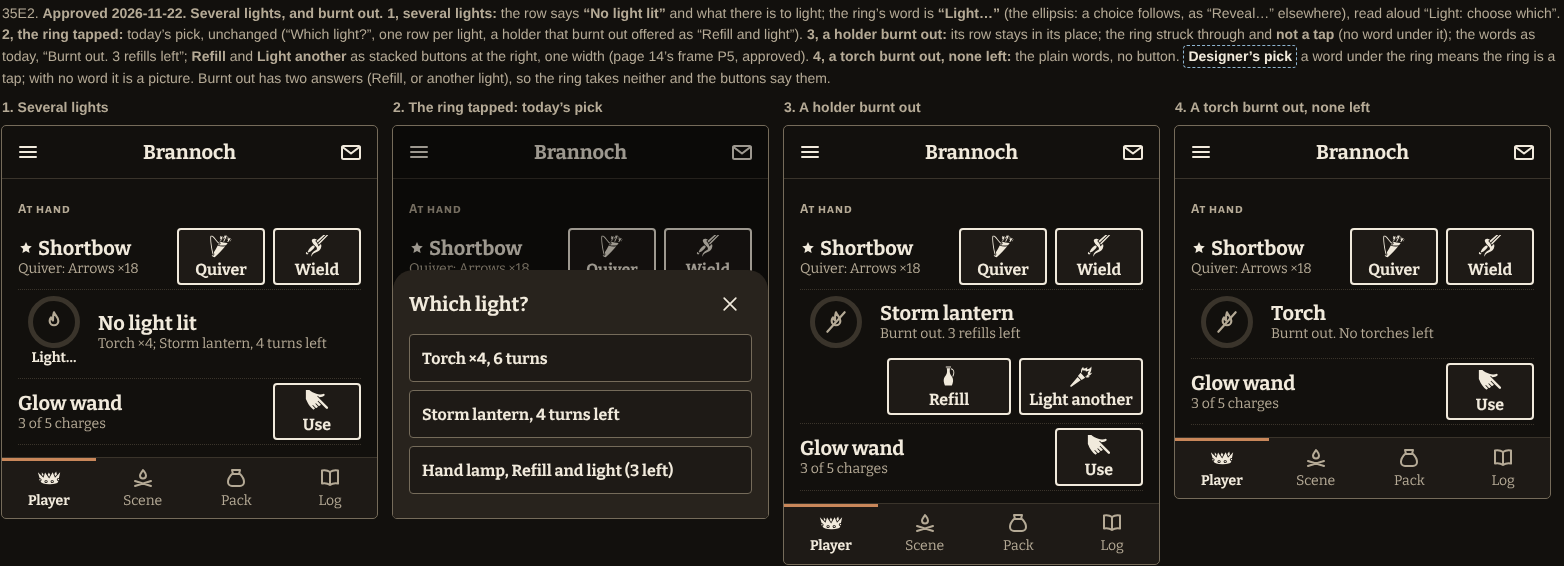 35E2. Approved 2026-11-22. Several lights, and burnt out. 1, several lights: the row says “No light lit” and what there is to light; the ring’s word is “Light…” (the ellipsis: a choice follows, as “Reveal…” elsewhere), read aloud “Light: choose which”.
2, the ring tapped: today’s pick, unchanged (“Which light?”, one row per light, a holder that burnt out offered as “Refill and light”). 3, a holder burnt out: its row stays in its place; the ring struck through and not a tap (no word under it); the words as
today, “Burnt out. 3 refills left”; Refill and Light another as stacked buttons at the right, one width (page 14’s frame P5, approved). 4, a torch burnt out, none left: the plain words, no button. Designer’s pick a word under the ring means the ring is a
tap; with no word it is a picture. Burnt out has two answers (Refill, or another light), so the ring takes neither and the buttons say them.
1. Several lights
Brannoch
AT HAND
Shortbow
Quiver: Arrows ×18
Quiver
Wield
No light lit
Torch ×4; Storm lantern, 4 turns left
Light…
Glow wand
3 of 5 charges
Use
Player
Scene
Pack
Log
2. The ring tapped: today’s pick
Brannoch
AT HAND
Shortbow
Quiver: Arrows ×18
Quiver
Wield
Which light?
Torch ×4, 6 turns
Storm lantern, 4 turns left
Hand lamp, Refill and light (3 left)
3. A holder burnt out
Brannoch
AT HAND
Shortbow
Quiver: Arrows ×18
Quiver
Wield
Storm lantern
Burnt out. 3 refills left
Refill
Light another
Glow wand
3 of 5 charges
Use
Player
Scene
Pack
Log
4. A torch burnt out, none left
Brannoch
AT HAND
Shortbow
Quiver: Arrows ×18
Quiver
Wield
Torch
Burnt out. No torches left
Glow wand
3 of 5 charges
Use
Player
Scene
Pack
Log